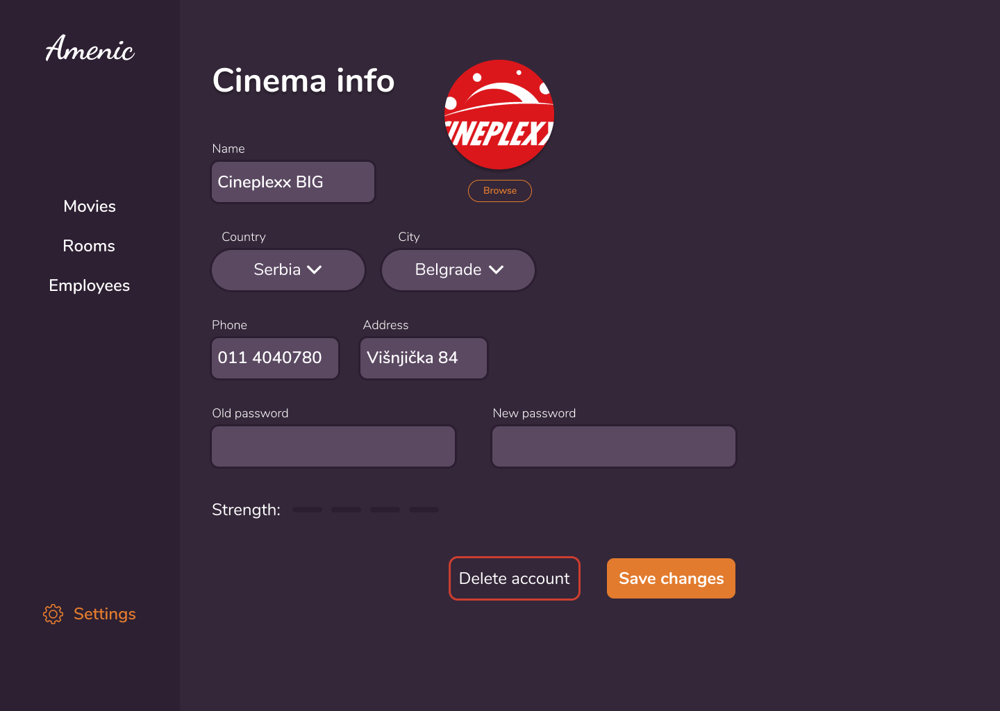 Amenic
Movies
Rooms
Employees
Settings
Cinema info
CINEPLEXX
Browse
Name
Cineplexx BIG
Country
City
Serbia
Belgrade
Phone
Address
011 4040780
Višnjička 84
Old password
New password
Strength:
Delete account
Save changes